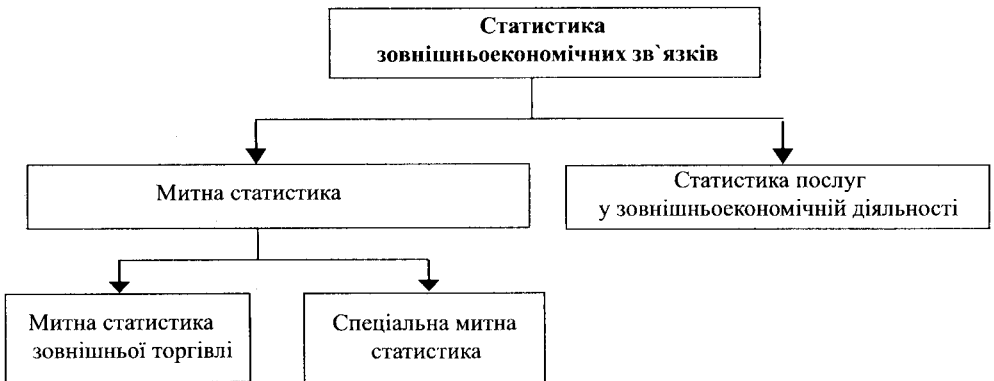 Статистика
зовнішньоекономічних зв`язків
Митна статистика
Статистика послуг
у зовнішньоекономічній діяльності
Митна статистика
зовнішньої торгівлі
Спеціальна митна
статистика